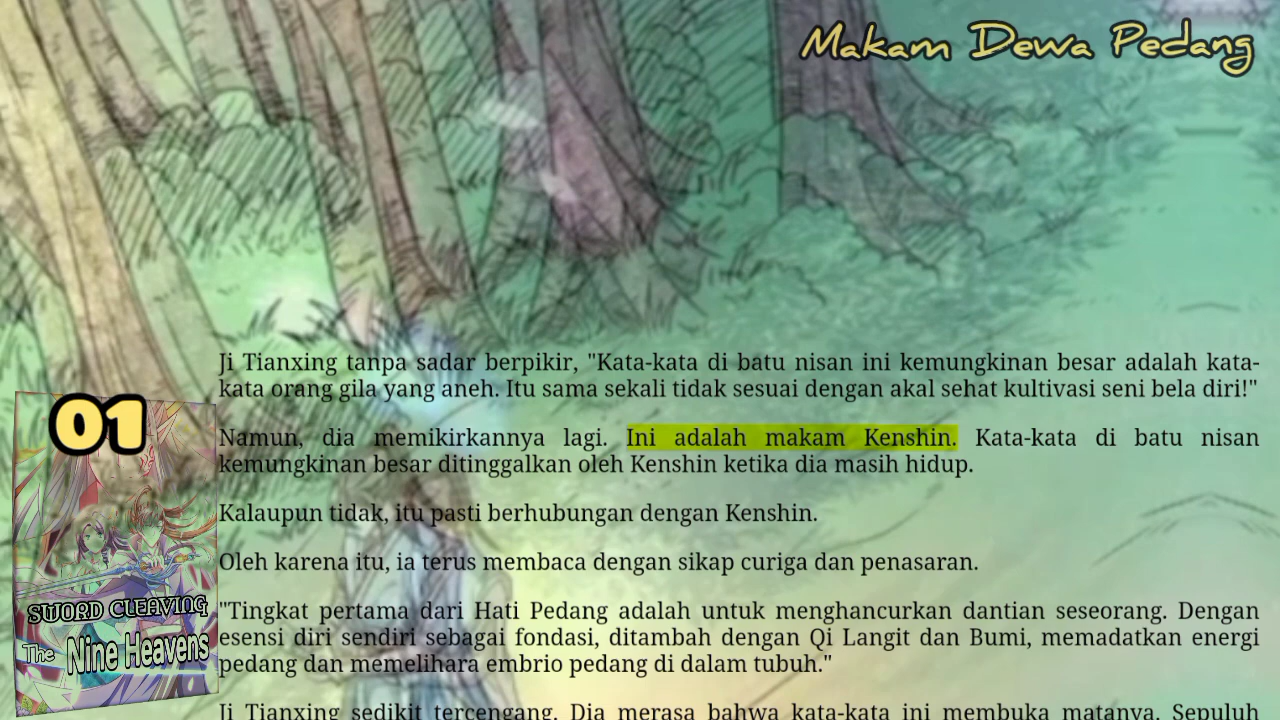 Makam Dewa Pedang
Ji Tianxing tanpa sadar berpikir, "Kata-kata di batu nisan ini kemungkinan besar adalah kata-
kata orang gila yang aneh. Itu sama sekali tidak sesuai dengan akal sehat kultivasi seni bela diri!"
Namun, dia memikirkannya lagi. Ini adalah makam Kenshin. Kata-kata di batu nisan
kemungkinan besar ditinggalkan oleh Kenshin ketika dia masih hidup.
Kalaupun tidak, itu pasti berhubungan dengan Kenshin.
Oleh karena itu, ia terus membaca dengan sikap curiga dan penasaran.
"Tingkat pertama dari Hati Pedang adalah untuk menghancurkan dantian seseorang. Dengan
esensi diri sendiri sebagai fondasi, ditambah dengan Qi Langit dan Bumi, memadatkan energi
pedang dan memelihara embrio pedang di dalam tubuh."
Ji Tianxing sedikit tercengang. Dia merasa bahwa kata-kata ini membuka matanya. Sepuluh
01
SWORD CLEAVING
The Nine Heavens